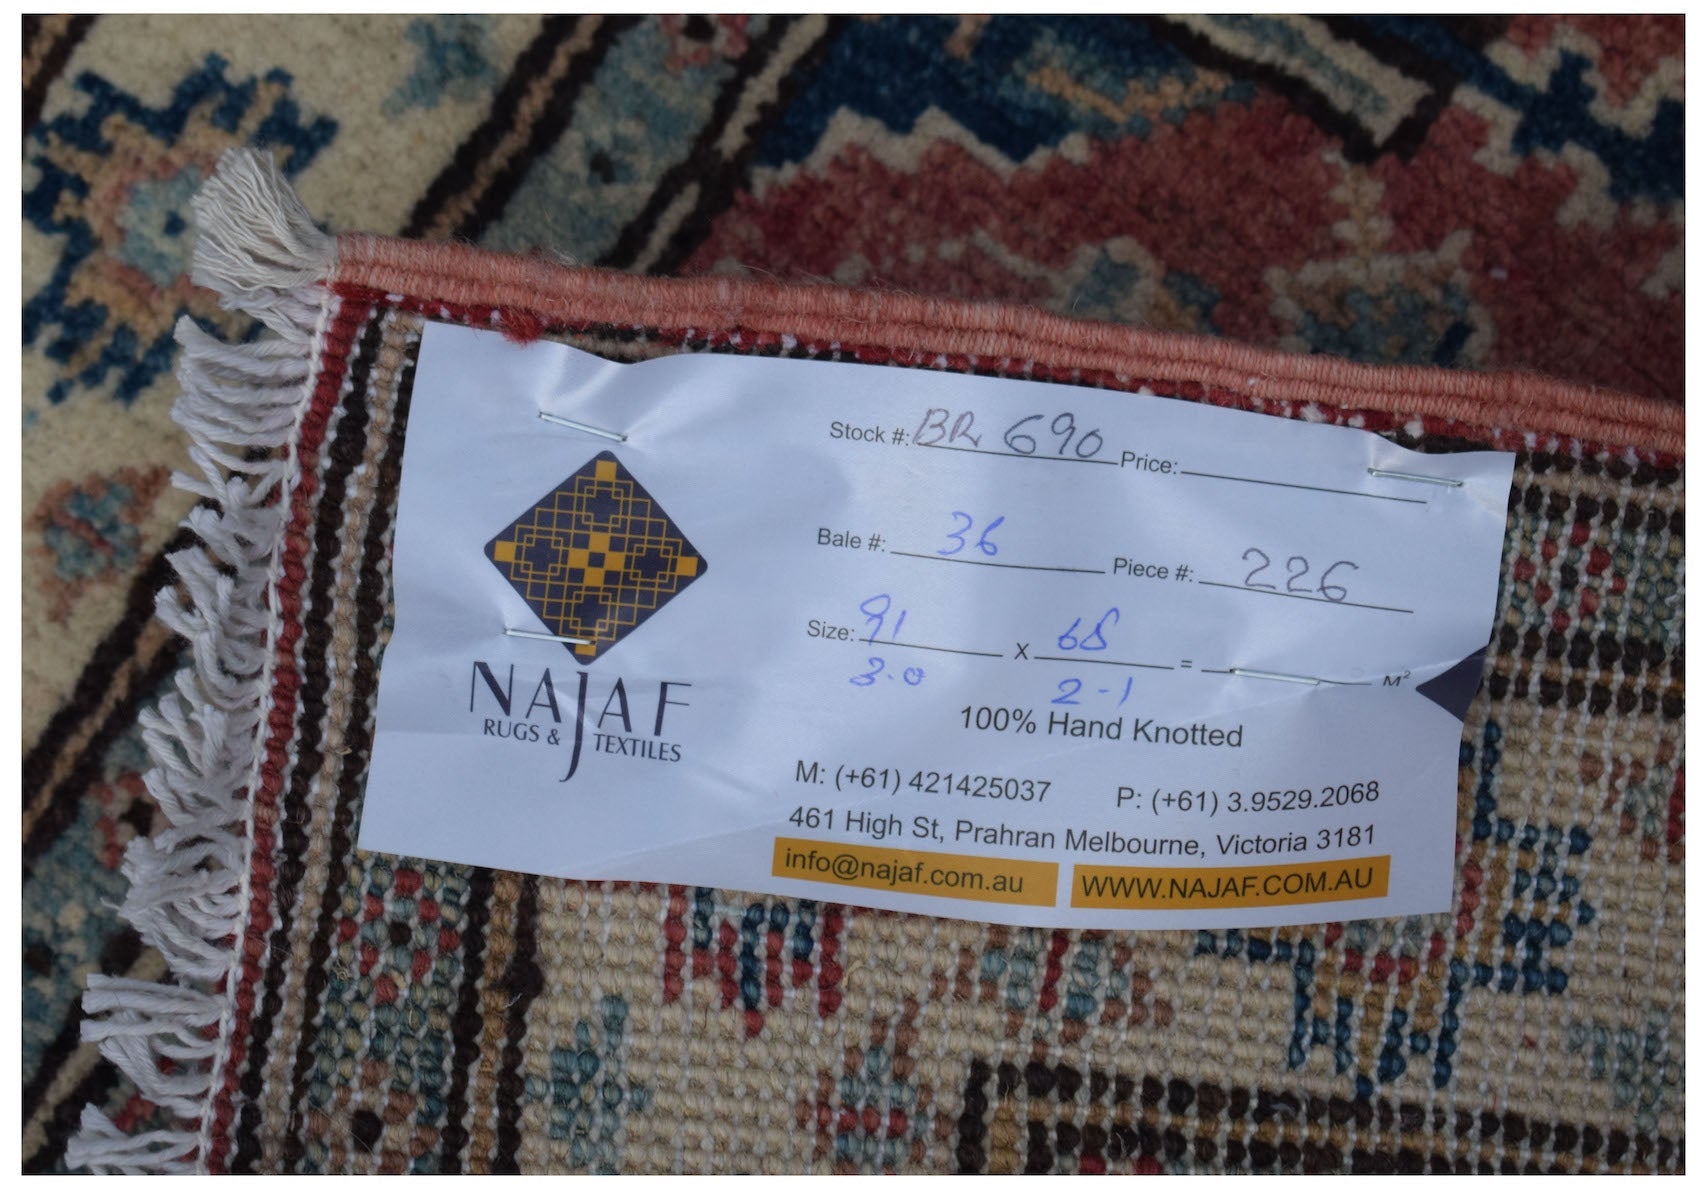 Stock #: BR 690 Price:
Bale #: 36 Piece #: 226
Size: 91 x 65 = M²
3.0 2-1
100% Hand Knotted
NAJAF
RUGS & TEXTILES
M: (+61) 421425037 P: (+61) 3.9529.2068
461 High St, Prahran Melbourne, Victoria 3181
info@najaf.com.au WWW.NAJAF.COM.AU